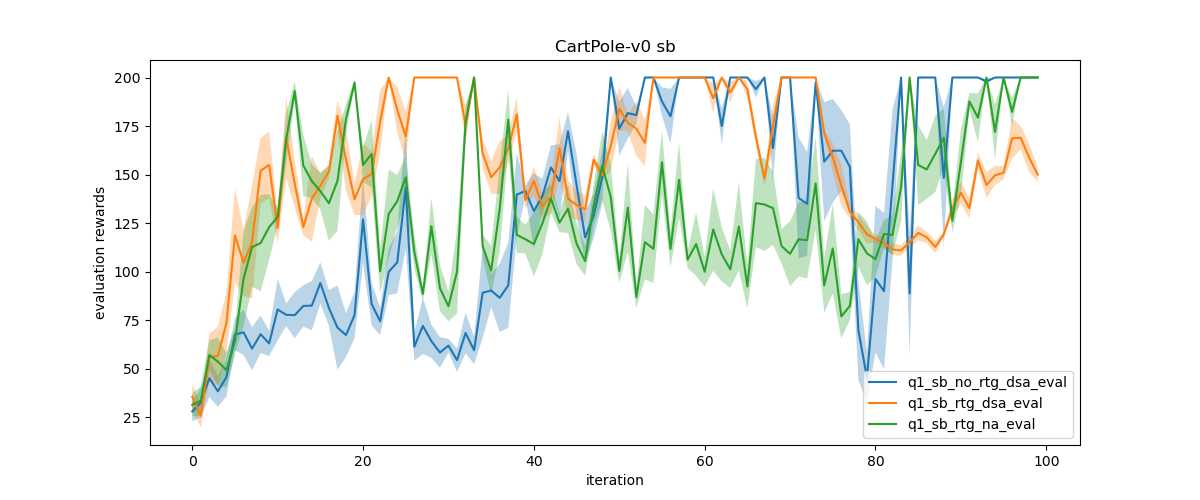 CartPole-v0 sb
evaluation rewards
200
175
150
125
100
75
50
25
0
20
40
60
80
100
iteration
q1_sb_no_rtg_dsa_eval
q1_sb_rtg_dsa_eval
q1_sb_rtg_na_eval